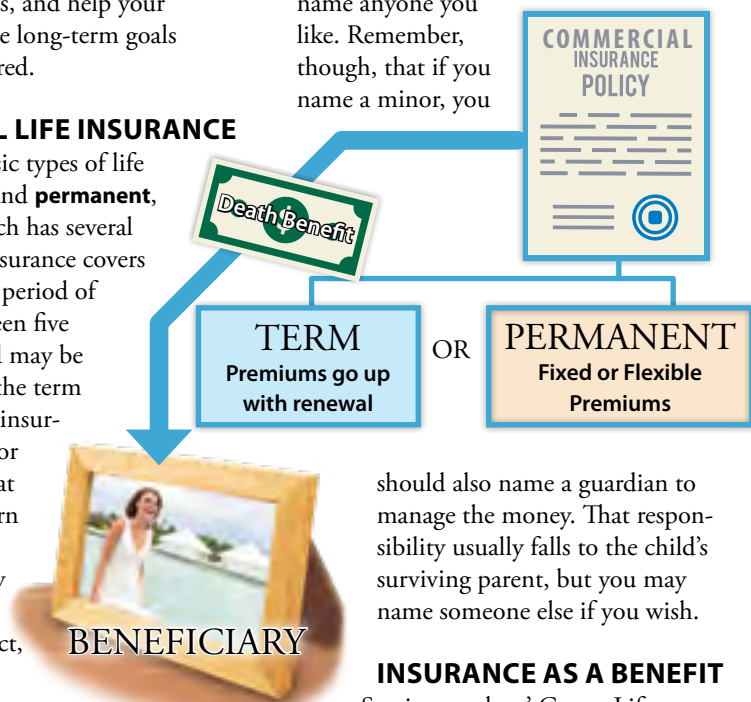 s, and help your
e long-term goals
red.
L LIFE INSURANCE
sic types of life
nd permanent,
ch has several
surance covers
period of
een five
l may be
the term
insur-
or
at
rn
y
ct,
name anyone you
like. Remember,
though, that if you
name a minor, you
COMMERCIAL
INSURANCE
POLICY
Death Benefit
TERM
Premiums go up
with renewal
OR
PERMANENT
Fixed or Flexible
Premiums
BENEFICIARY
should also name a guardian to
manage the money. That respon-
sibility usually falls to the child's
surviving parent, but you may
name someone else if you wish.
INSURANCE AS A BENEFIT